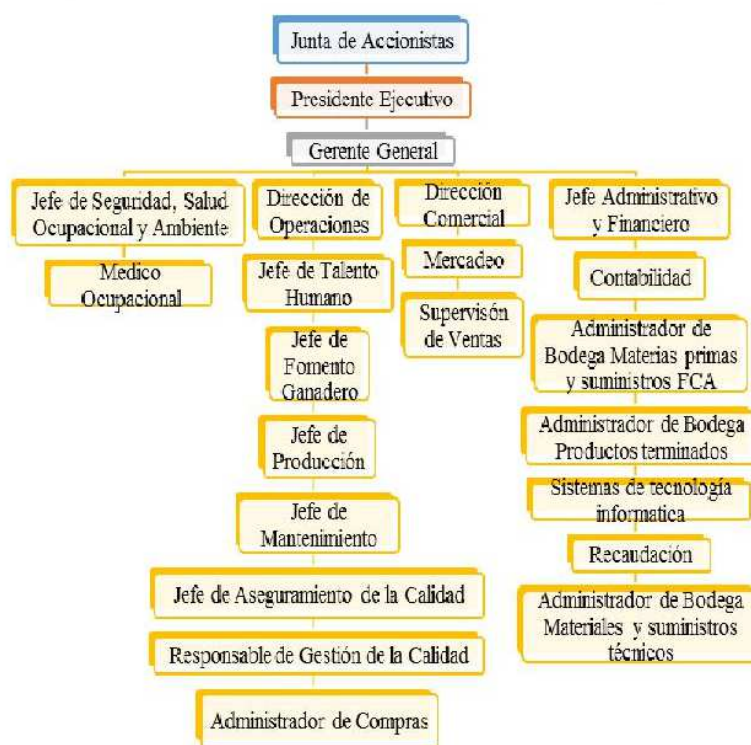 Junta de Accionistas
Presidente Ejecutivo
Gerente General
Jefe de Seguridad, Salud
Ocupacional y Ambiente
Medico
Ocupacional
Dirección de
Operaciones
Jefe de Talento
Humano
Jefe de
Fomento
Ganadero
Jefe de
Producción
Jefe de
Mantenimiento
Jefe de Aseguramiento de la Calidad
Responsable de Gestión de la Calidad
Administrador de Compras
Dirección
Comercial
Mercadeo
Supervisón
de Ventas
Jefe Administrativo
y Financiero
Contabilidad
Administrador de
Bodega Materias primas
y suministros FCA
Administrador de Bodega
Productos terminados
Sistemas de tecnología
informatica
Recaudación
Administrador de Bodega
Materiales y suministros
técnicos